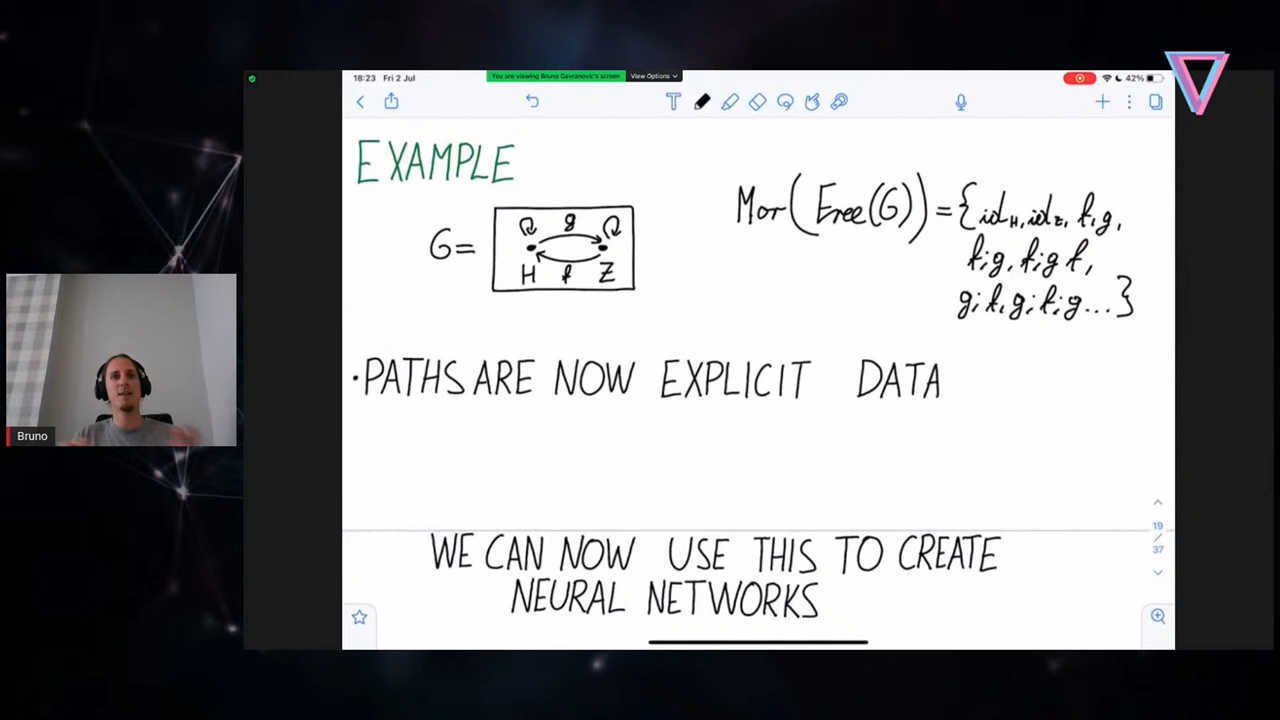 18:23 Fri 2 Jul
You are viewing Bruno Gavranovic's screen View Options
42%
EXAMPLE
G=
g
H f Z
Mor(Free(G))={id_H, id_Z, f, g,
f;g, f;g f,
g;f, g;f;g...}
·PATHS ARE NOW EXPLICIT DATA
Bruno
19
/
37
WE CAN NOW USE THIS TO CREATE
NEURAL NETWORKS